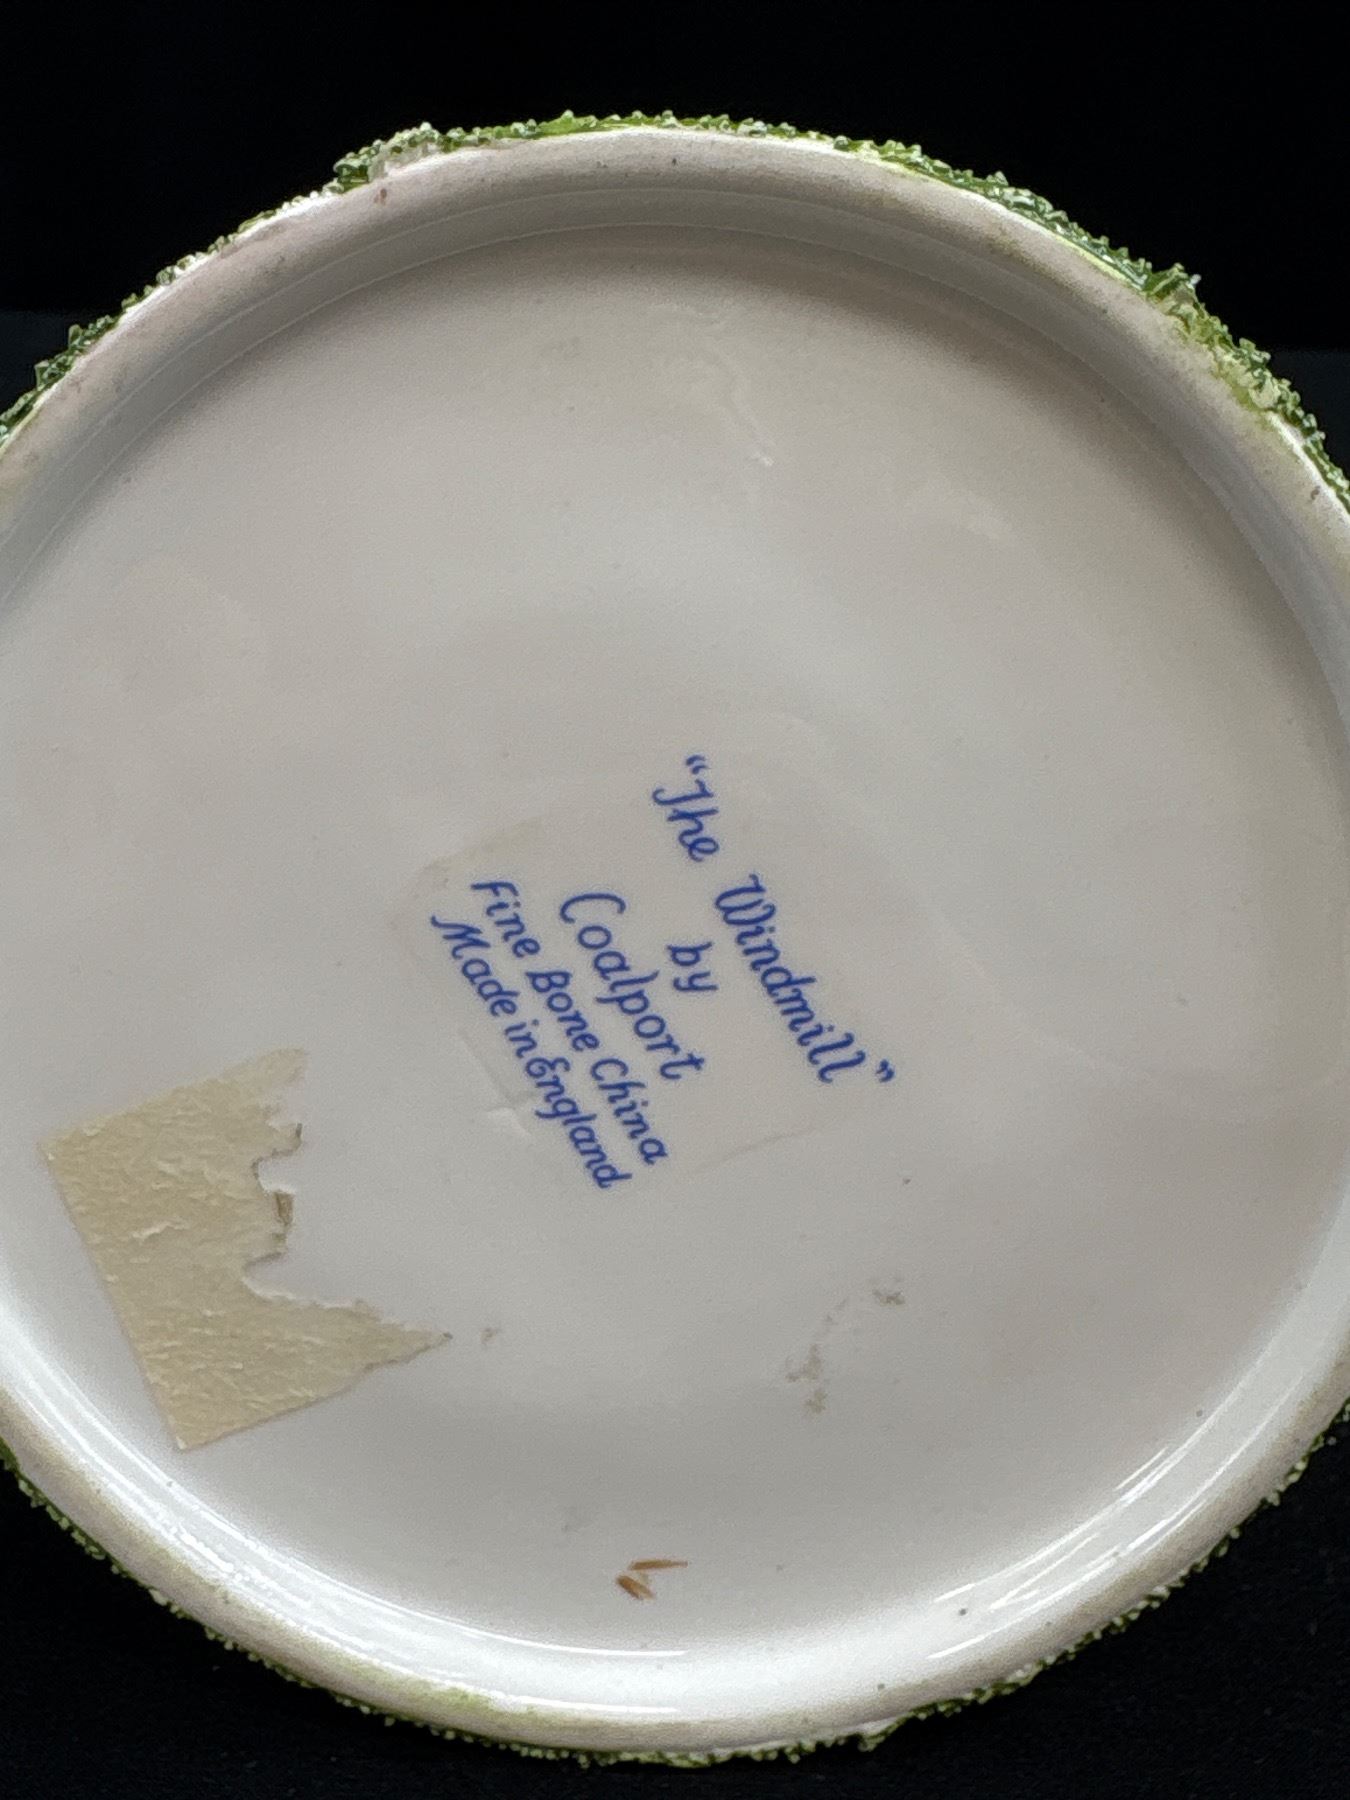 “The Windmill”
by
Coalport
Fine Bone China
Made in England